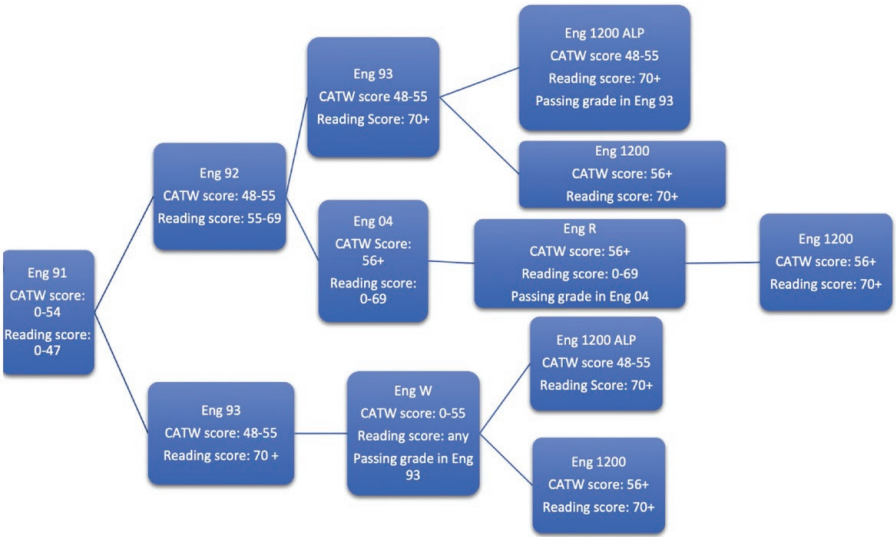 Eng 91
CATW score:
0-54
Reading score:
0-47
Eng 92
CATW score: 48-55
Reading score: 55-69
Eng 93
CATW score 48-55
Reading Score: 70+
Eng 1200 ALP
CATW score 48-55
Reading score: 70+
Passing grade in Eng 93
Eng 1200
CATW score: 56+
Reading score: 70+
Eng 04
CATW Score:
56+
Reading score:
0-69
Eng R
CATW score: 56+
Reading score: 0-69
Passing grade in Eng 04
Eng 1200
CATW score: 56+
Reading score: 70+
Eng 93
CATW score: 48-55
Reading score: 70 +
Eng W
CATW score: 0-55
Reading score: any
Passing grade in Eng
93
Eng 1200 ALP
CATW score 48-55
Reading Score: 70+
Eng 1200
CATW score: 56+
Reading score: 70+